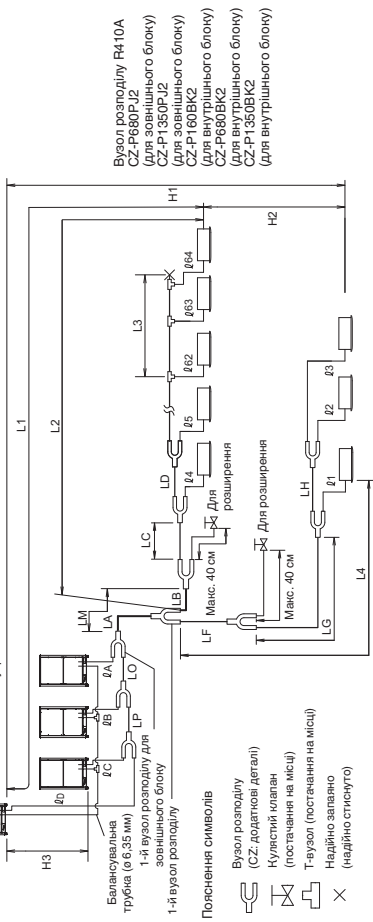 Вузол розподілу R410A
CZ-P680PJ2
(для зовнішнього блоку)
CZ-P1350PJ2
(для зовнішнього блоку)
CZ-P160BK2
(для внутрішнього блоку)
CZ-P680BK2
(для внутрішнього блоку)
CZ-P1350BK2
(для внутрішнього блоку)
H1
H2
L1
L2
L3
ℓ64
ℓ63
ℓ62
ℓ5
ℓ4
ℓ3
ℓ2
ℓ1
LD
LC
LB
LH
LG
LF
L4
LM
LA
ℓA
LO
ℓB
LP
ℓC
ℓD
H3
Для
розширення
Макс. 40 см
Для розширення
Макс. 40 см
Балансувальна
трубка (ø 6,35 мм)
1-й вузол розподілу для
зовнішнього блоку
1-й вузол розподілу
Пояснення символів
Вузол розподілу
(CZ: додаткові деталі)
Кулястий клапан
(постачання на місці)
Т-вузол (постачання на місці)
Надійно запаяно
(надійно стиснуто)